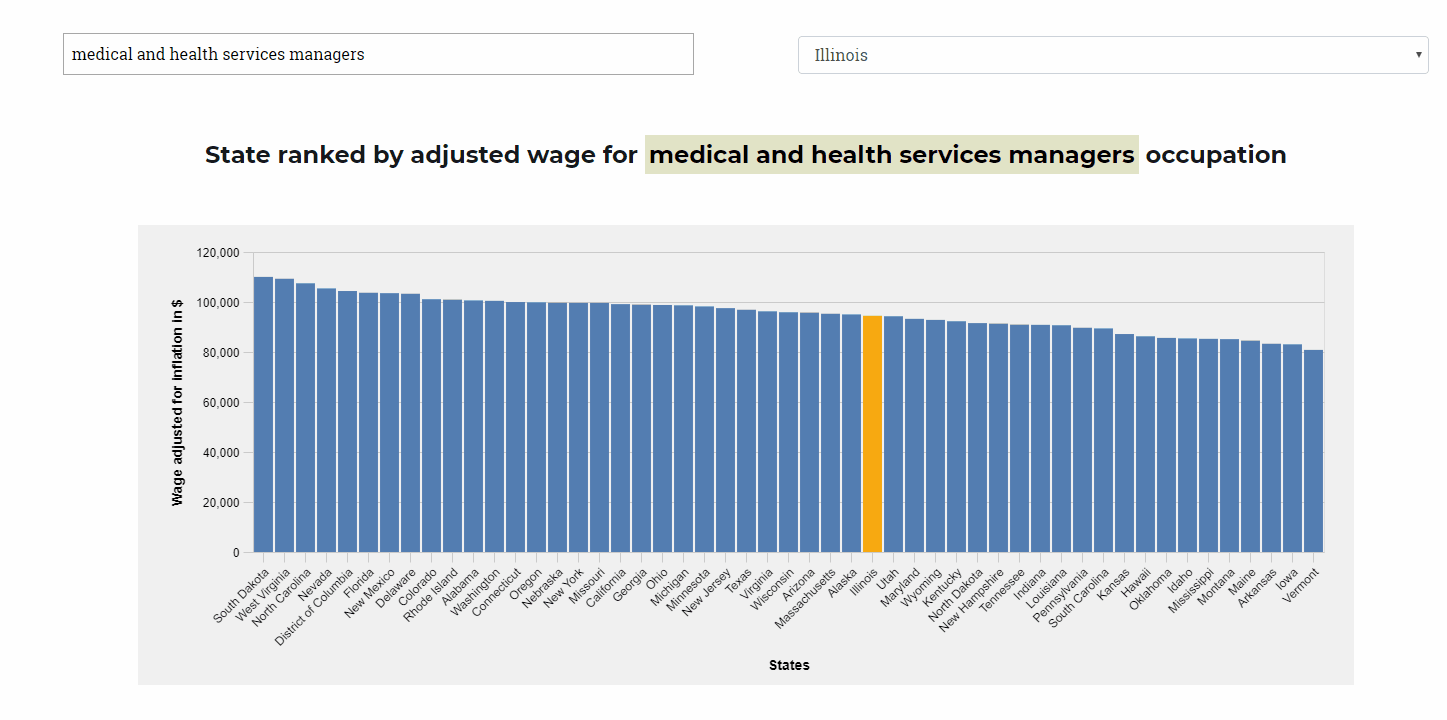 medical and health services managers
Illinois
State ranked by adjusted wage for medical and health services managers occupation
Wage adjusted for inflation in $
120,000
100,000
80,000
60,000
40,000
20,000
0
South Dakota
West Virginia
North Carolina
Nevada
District of Columbia
Florida
New Mexico
Delaware
Colorado
Rhode Island
Alabama
Washington
Connecticut
Oregon
Nebraska
New York
Missouri
California
Georgia
Ohio
Michigan
Minnesota
New Jersey
Texas
Virginia
Wisconsin
Arizona
Massachusetts
Alaska
Illinois
Utah
Maryland
Wyoming
Kentucky
North Dakota
New Hampshire
Tennessee
Indiana
Louisiana
Pennsylvania
South Carolina
Kansas
Hawaii
Oklahoma
Idaho
Mississippi
Montana
Maine
Arkansas
Iowa
Vermont
States